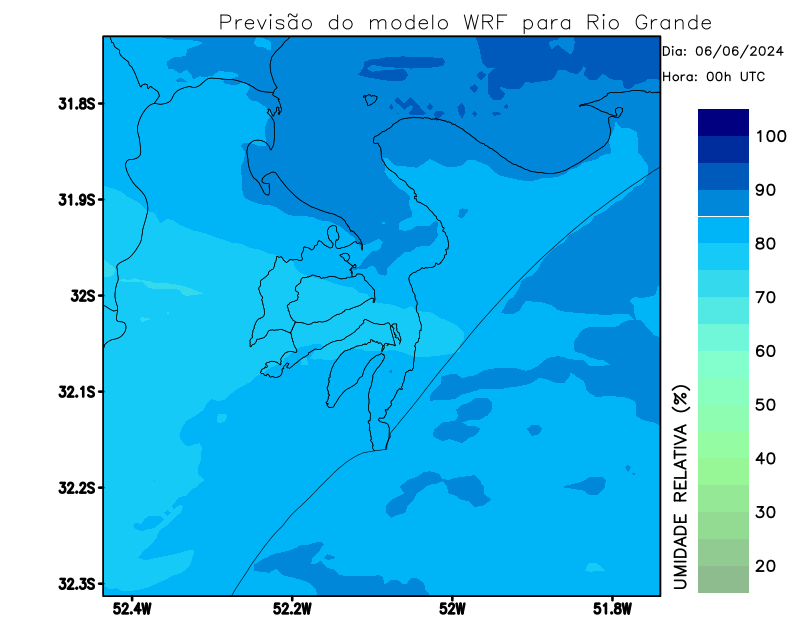 Previsão do modelo WRF para Rio Grande
Dia: 06/06/2024
Hora: 00h UTC
31.8S
31.9S
32S
32.1S
32.2S
32.3S
52.4W
52.2W
52W
51.8W
100
90
80
70
60
50
40
30
20
UMIDADE RELATIVA (%)